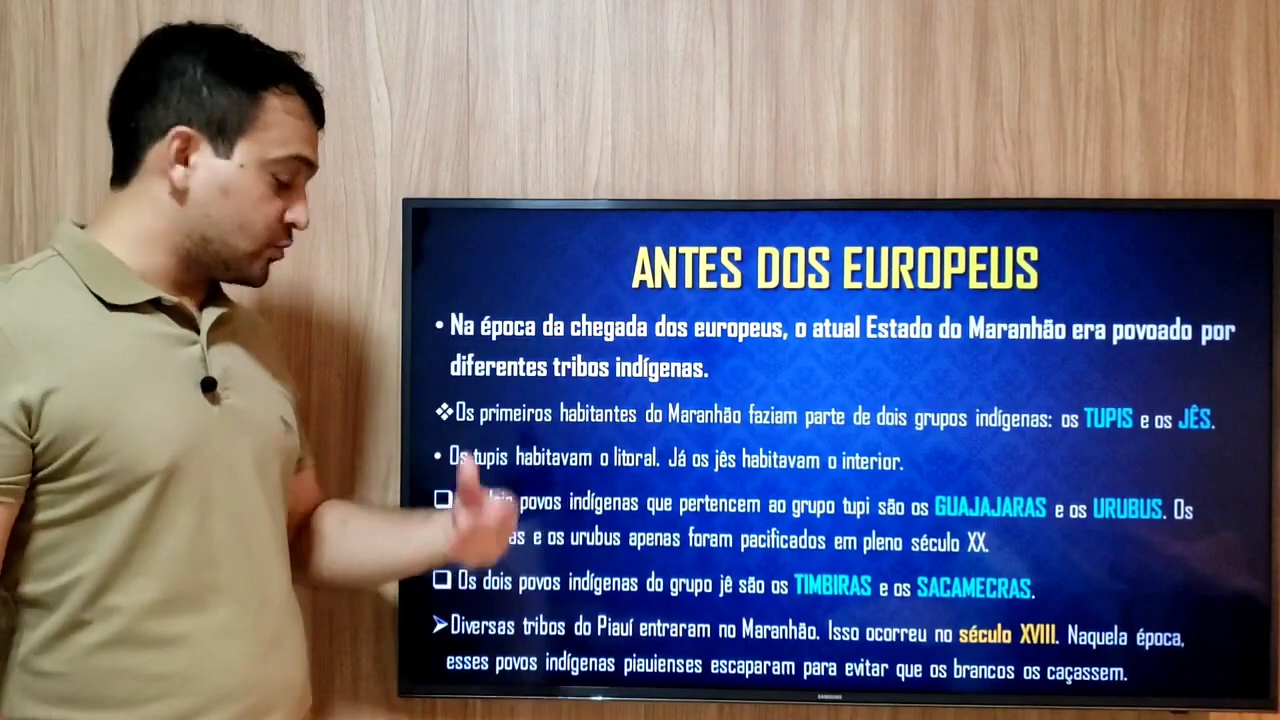 ANTES DOS EUROPEUS
• Na época da chegada dos europeus, o atual Estado do Maranhão era povoado por
diferentes tribos indígenas.
❖Os primeiros habitantes do Maranhão faziam parte de dois grupos indígenas: os TUPIS e os JÊS.
• Os tupis habitavam o litoral. Já os jês habitavam o interior.
❑ povos indígenas que pertencem ao grupo tupi são os GUAJAJARAS e os URUBUS. Os
e os urubus apenas foram pacificados em pleno século XX.
❑ Os dois povos indígenas do grupo jê são os TIMBIRAS e os SACAMECRAS.
➤Diversas tribos do Piauí entraram no Maranhão. Isso ocorreu no século XVIII. Naquela época,
esses povos indígenas piauienses escaparam para evitar que os brancos os caçassem.
SAMSUNG